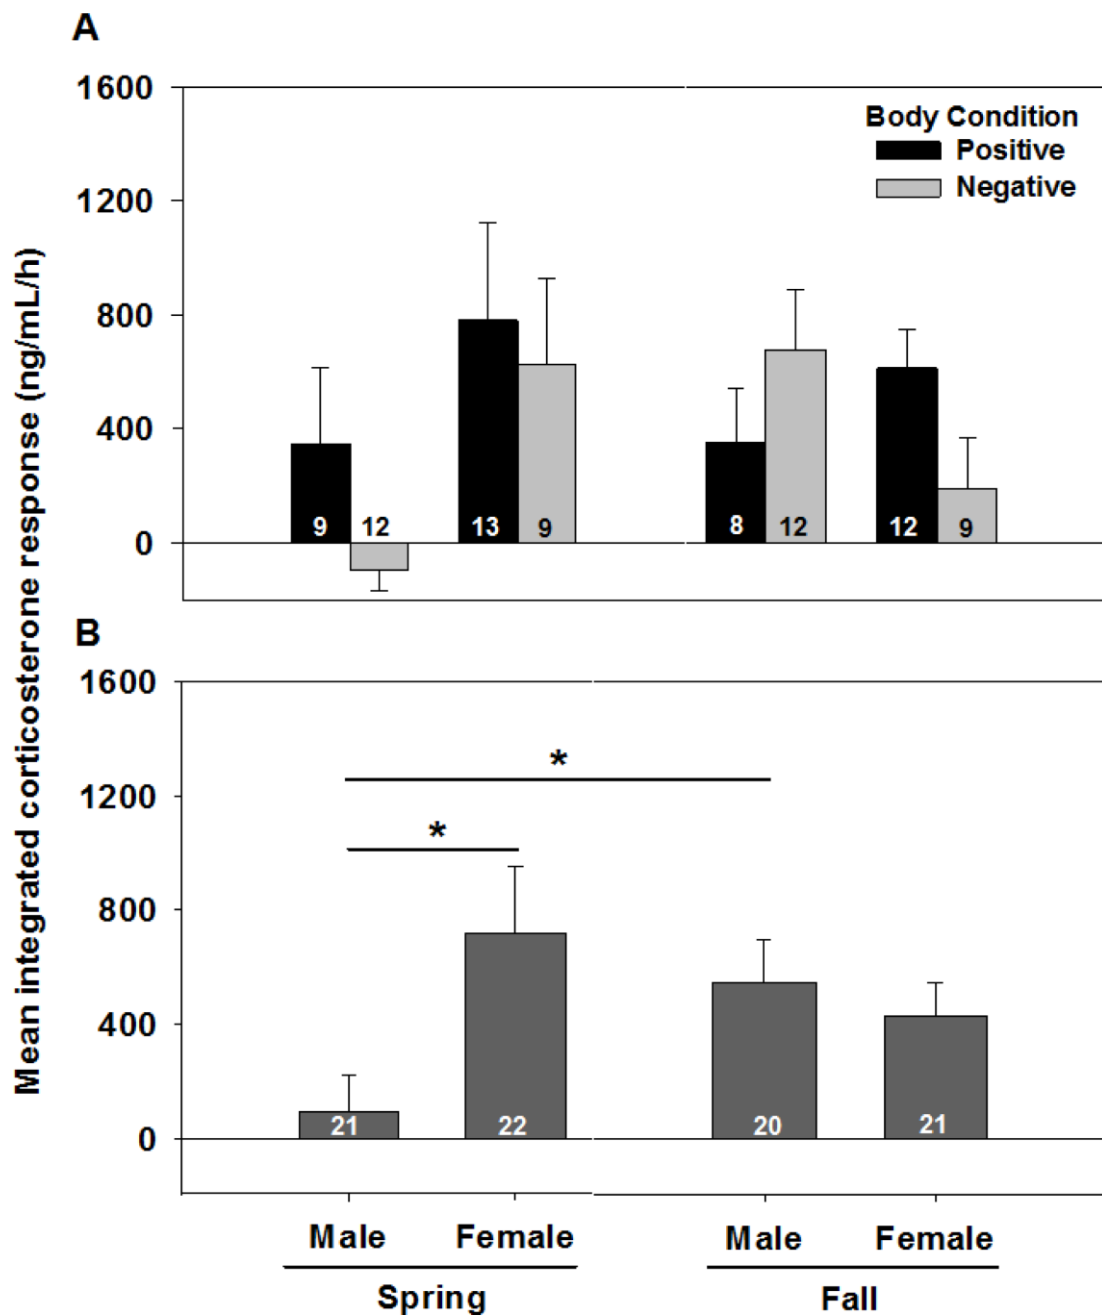 A
Mean integrated corticosterone response (ng/mL/h)
1600
1200
800
400
0
Body Condition
Positive
Negative
9 12 13 9 8 12 12 9
B
1600
1200
800
400
0
*
*
21 22 20 21
Male Female Male Female
Spring Fall